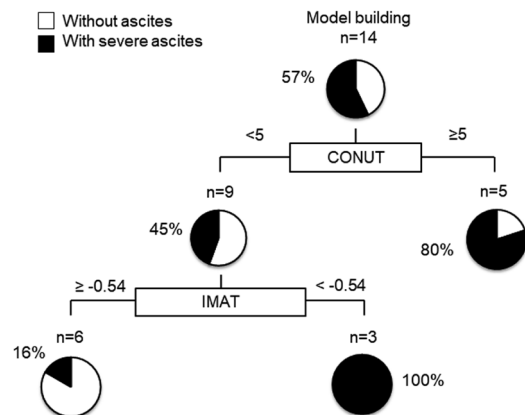 Without ascites
With severe ascites
Model building
n=14
57%
<5
≥5
CONUT
n=9
n=5
45%
80%
≥ -0.54
< -0.54
IMAT
n=6
n=3
16%
100%